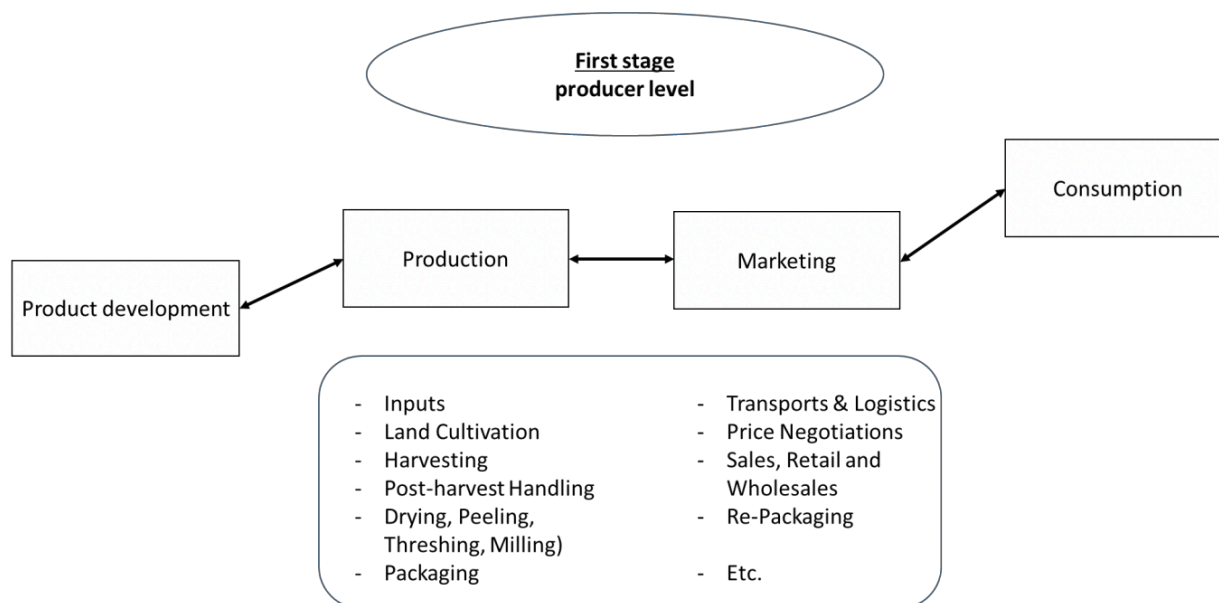 First stage
producer level
Consumption
Production
Marketing
Product development
- Inputs
- Land Cultivation
- Harvesting
- Post-harvest Handling
- Drying, Peeling,
Threshing, Milling)
- Packaging
- Transports & Logistics
- Price Negotiations
- Sales, Retail and
Wholesales
- Re-Packaging
- Etc.